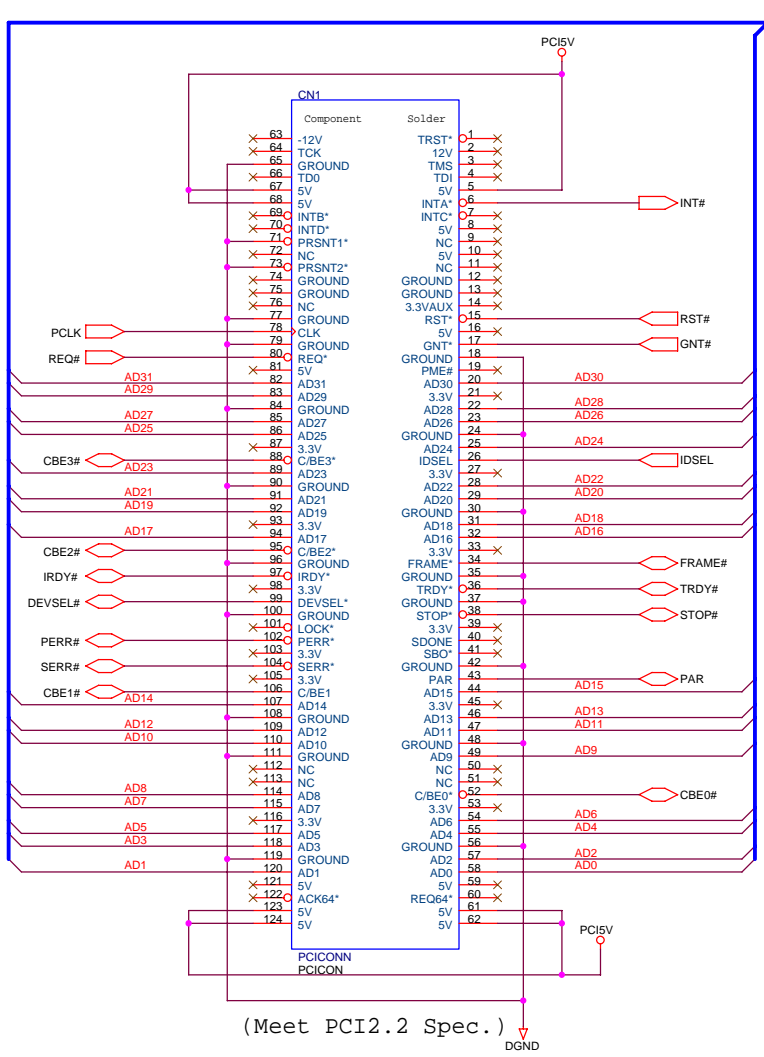 PCI5V
CN1
Component Solder
63 -12V TRST* 1
64 TCK 12V 2
65 GROUND TMS 3
66 TD0 TDI 4
67 5V 5V 5
68 5V INTA* 6 INT#
69 INTB* INTC* 7
70 INTD* 5V 8
71 PRSNT1* NC 9
72 NC 5V 10
73 PRSNT2* NC 11
74 GROUND GROUND 12
75 GROUND GROUND 13
76 NC 3.3VAUX 14
77 GROUND RST* 15 RST#
PCLK 78 CLK 5V 16
79 GROUND GNT* 17 GNT#
REQ# 80 REQ* GROUND 18
81 5V PME# 19
AD31 82 AD31 AD30 20 AD30
AD29 83 AD29 3.3V 21
84 GROUND AD28 22 AD28
AD27 85 AD27 AD26 23 AD26
AD25 86 AD25 GROUND 24
87 3.3V AD24 25 AD24
CBE3# 88 C/BE3* IDSEL 26 IDSEL
AD23 89 AD23 3.3V 27
90 GROUND AD22 28 AD22
AD21 91 AD21 AD20 29 AD20
AD19 92 AD19 GROUND 30
93 3.3V AD18 31 AD18
AD17 94 AD17 AD16 32 AD16
CBE2# 95 C/BE2* 3.3V 33
96 GROUND FRAME* 34 FRAME#
IRDY# 97 IRDY* GROUND 35
98 3.3V TRDY* 36 TRDY#
DEVSEL# 99 DEVSEL* GROUND 37
100 GROUND STOP* 38 STOP#
101 LOCK* 3.3V 39
PERR# 102 PERR* SDONE 40
103 3.3V SBO* 41
SERR# 104 SERR* GROUND 42
105 3.3V PAR 43 PAR
CBE1# 106 C/BE1 AD15 44 AD15
AD14 107 AD14 3.3V 45
108 GROUND AD13 46 AD13
AD12 109 AD12 AD11 47 AD11
AD10 110 AD10 GROUND 48
111 GROUND AD9 49 AD9
112 NC NC 50
113 NC NC 51
AD8 114 AD8 C/BE0* 52 CBE0#
AD7 115 AD7 3.3V 53
116 3.3V AD6 54 AD6
AD5 117 AD5 AD4 55 AD4
AD3 118 AD3 GROUND 56
119 GROUND AD2 57 AD2
AD1 120 AD1 AD0 58 AD0
121 5V 5V 59
122 ACK64* REQ64* 60
123 5V 5V 61
124 5V 5V 62
PCI5V
PCICONN
PCICON
(Meet PCI2.2 Spec.)
DGND